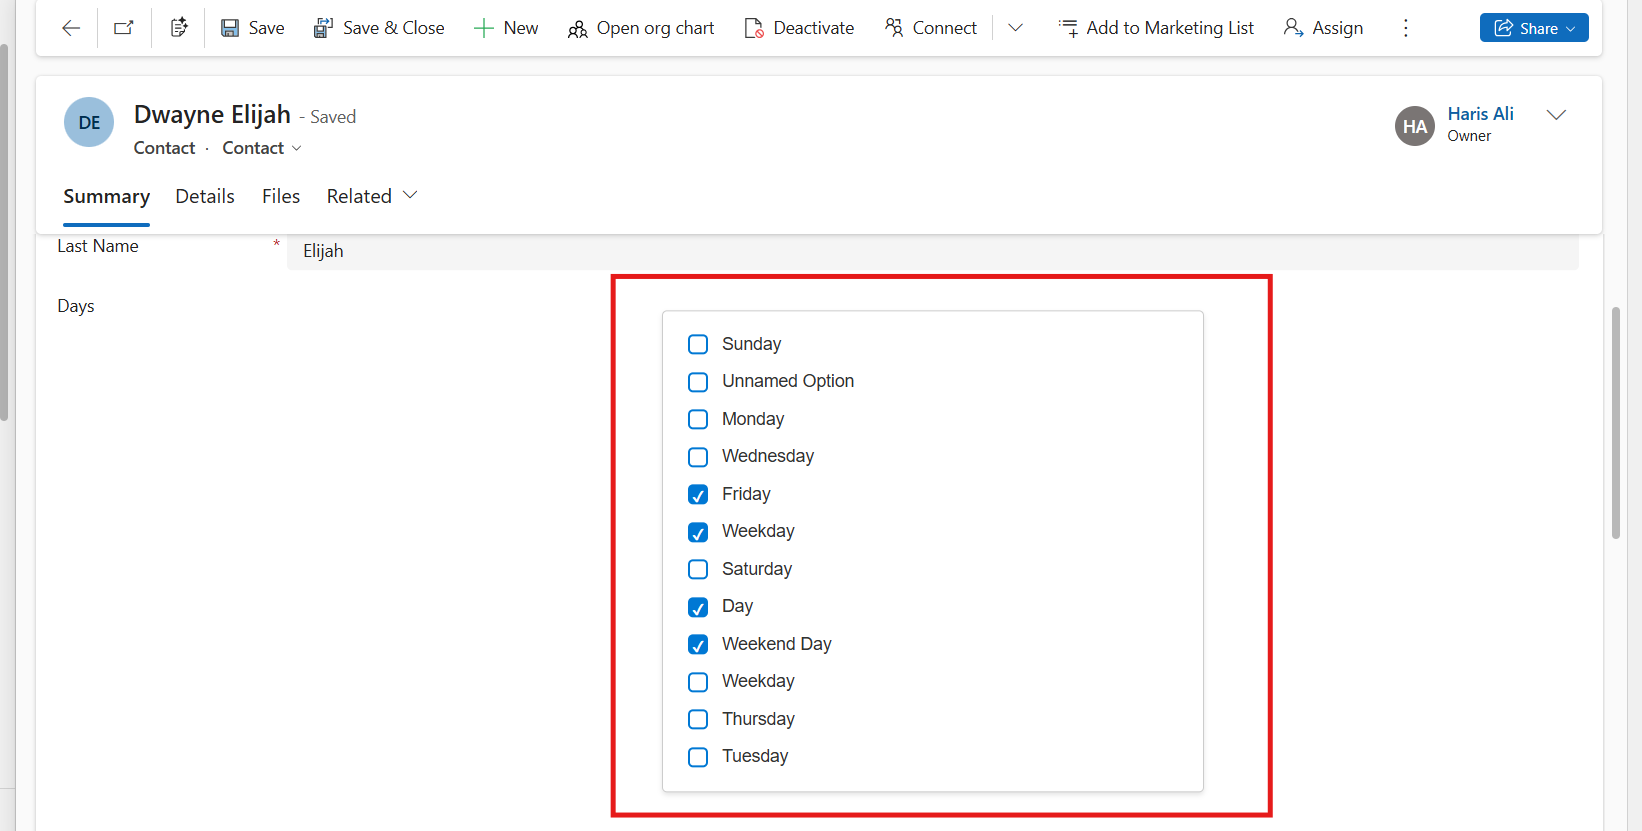 Save Save & Close New Open org chart Deactivate Connect Add to Marketing List Assign Share
DE Dwayne Elijah - Saved
Contact · Contact
HA Haris Ali
Owner
Summary Details Files Related
Last Name * Elijah
Days
Sunday
Unnamed Option
Monday
Wednesday
Friday
Weekday
Saturday
Day
Weekend Day
Weekday
Thursday
Tuesday